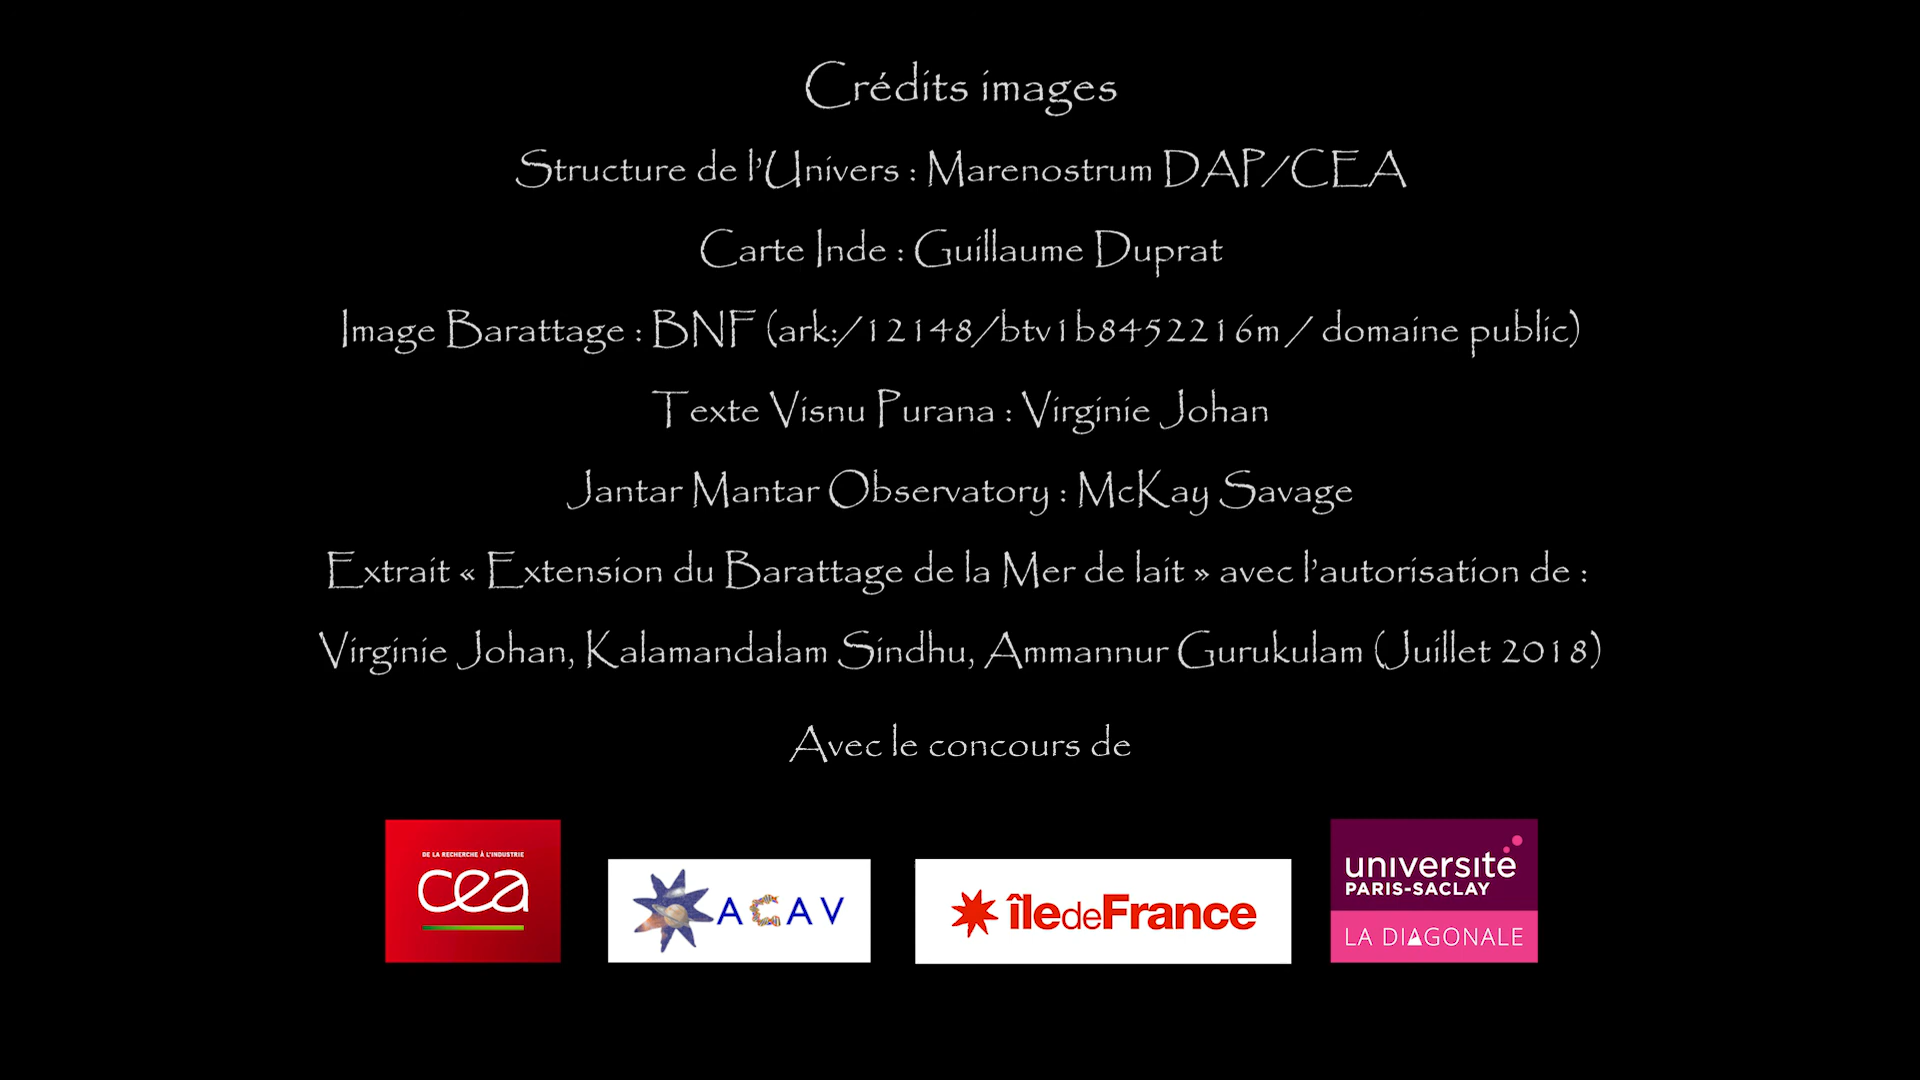 Crédits images
Structure de l'Univers : Marenostrum DAP/CEA
Carte Inde : Guillaume Duprat
Image Barattage : BNF (ark:/12148/btv1b8452216m / domaine public)
Texte Visnu Purana : Virginie Johan
Jantar Mantar Observatory : McKay Savage
Extrait « Extension du Barattage de la Mer de lait » avec l'autorisation de :
Virginie Johan, Kalamandalam Sindhu, Ammannur Gurukulam (Juillet 2018)
Avec le concours de
DE LA RECHERCHE À L'INDUSTRIE
cea
ACAV
îledeFrance
université
PARIS-SACLAY
LA DIAGONALE